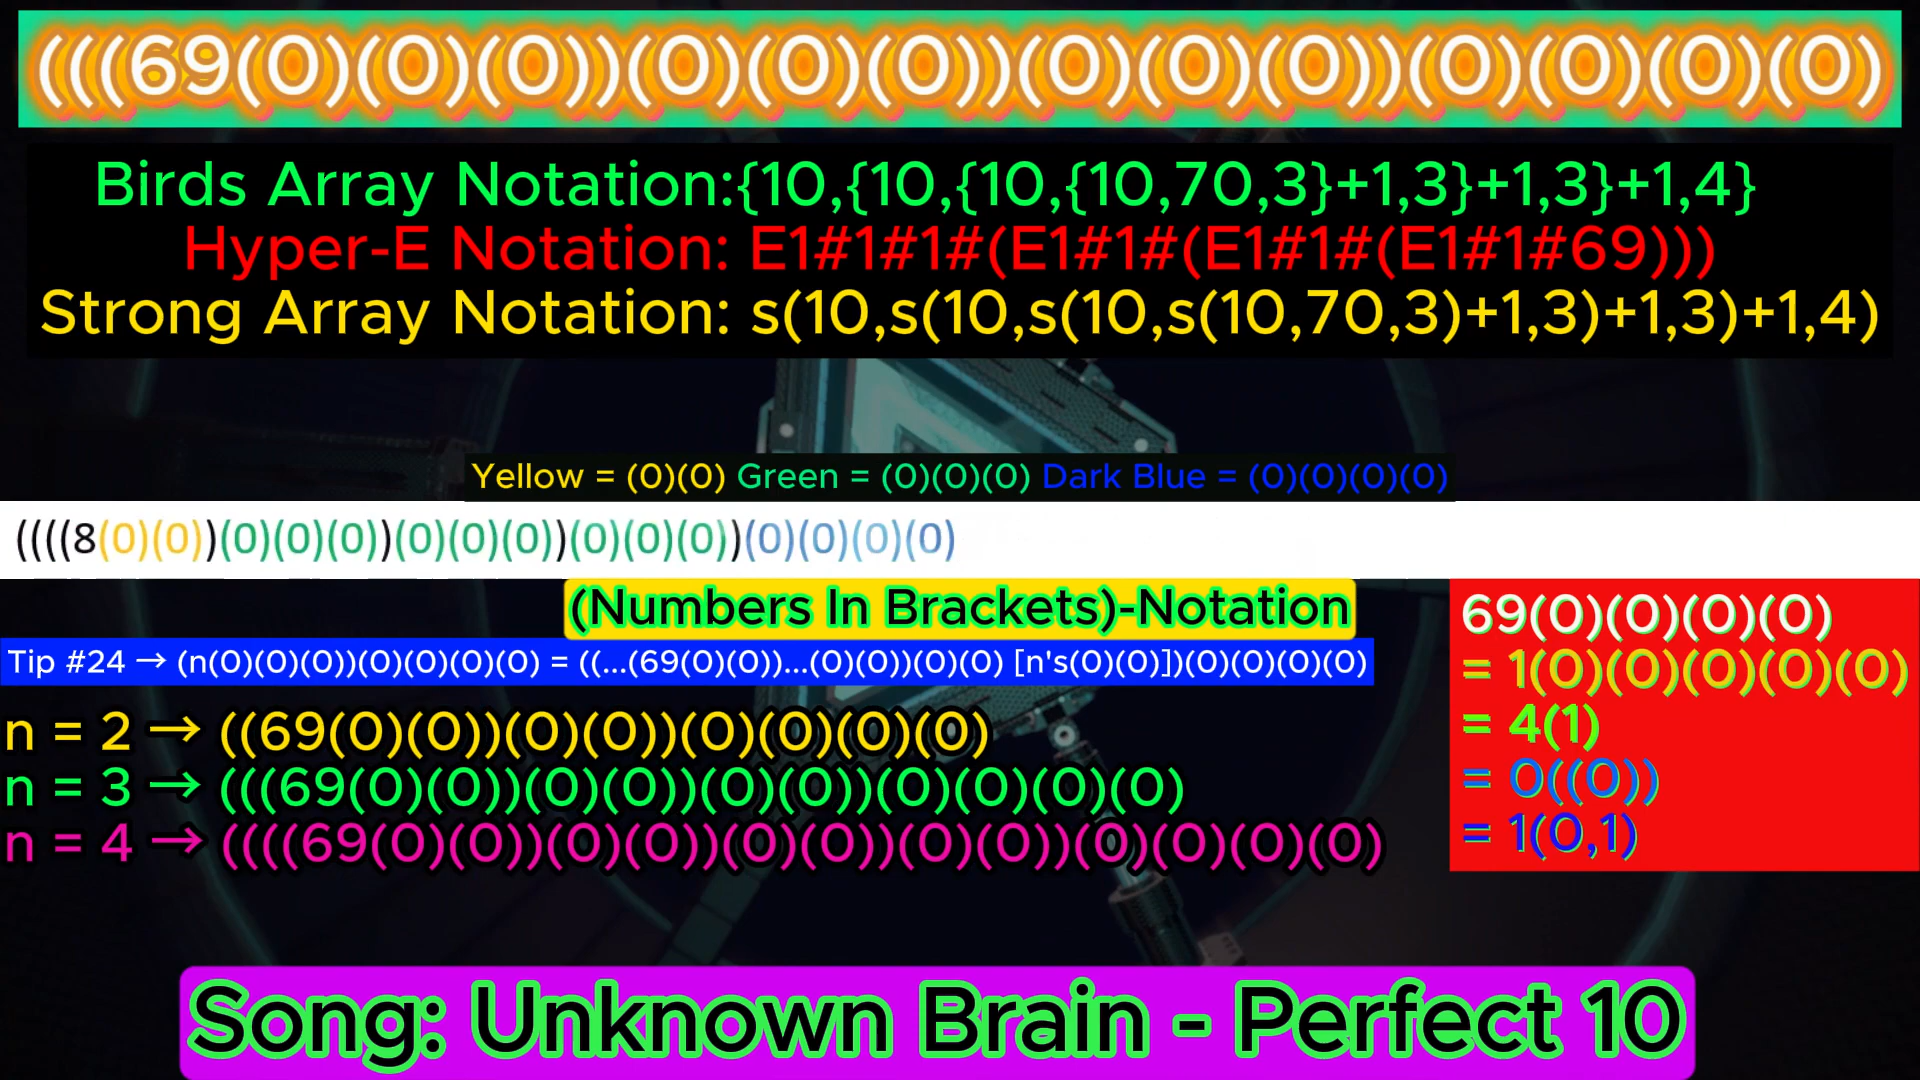 (((69(0)(0)(0))(0)(0)(0))(0)(0)(0))(0)(0)(0)(0)
Birds Array Notation:{10,{10,{10,{10,70,3}+1,3}+1,3}+1,4}
Hyper-E Notation: E1#1#1#(E1#1#(E1#1#(E1#1#69)))
Strong Array Notation: s(10,s(10,s(10,s(10,70,3)+1,3)+1,3)+1,4)
Yellow = (0)(0) Green = (0)(0)(0) Dark Blue = (0)(0)(0)(0)
((((8(0)(0))(0)(0)(0))(0)(0)(0))(0)(0)(0))(0)(0)(0)(0)
(Numbers In Brackets)-Notation
Tip #24 → (n(0)(0)(0))(0)(0)(0)(0) = ((...(69(0)(0))...(0)(0))(0)(0) [n's(0)(0)])(0)(0)(0)(0)
n = 2 → ((69(0)(0))(0)(0))(0)(0)(0)(0)
n = 3 → (((69(0)(0))(0)(0))(0)(0))(0)(0)(0)(0)
n = 4 → ((((69(0)(0))(0)(0))(0)(0))(0)(0))(0)(0)(0)(0)
69(0)(0)(0)(0)
= 1(0)(0)(0)(0)(0)
= 4(1)
= 0((0))
= 1(0,1)
Song: Unknown Brain - Perfect 10